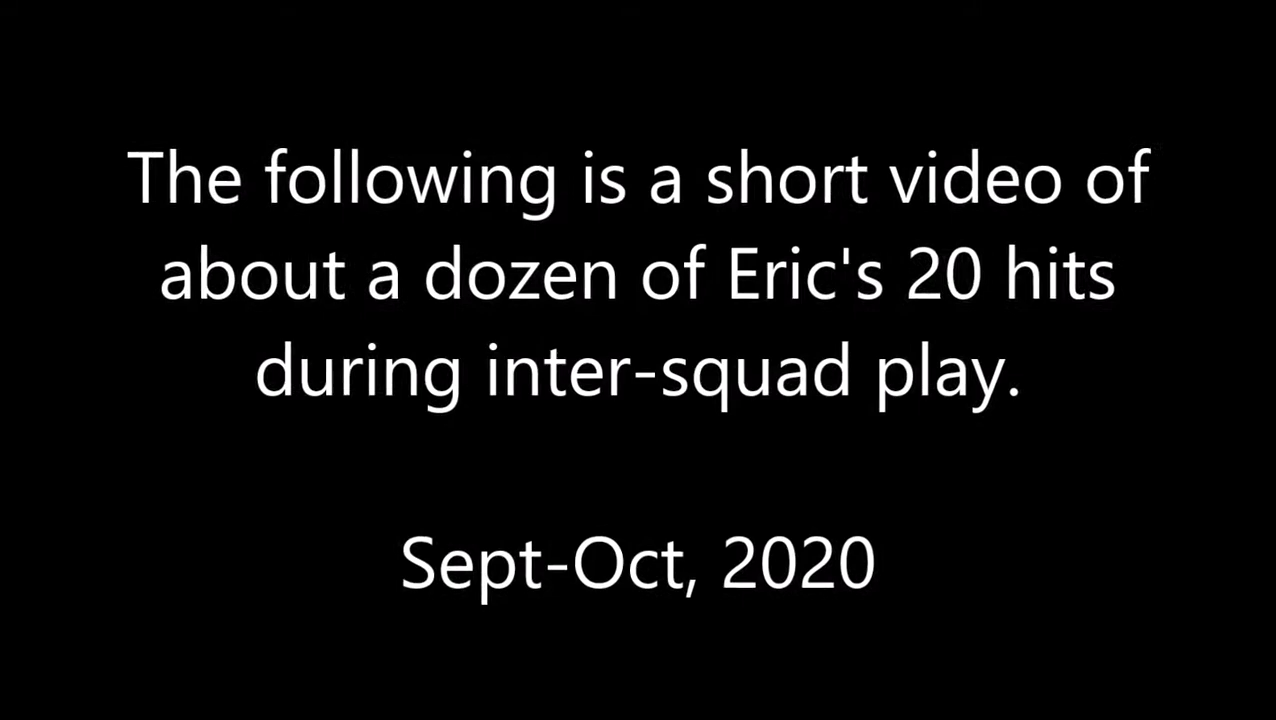 The following is a short video of
about a dozen of Eric's 20 hits
during inter-squad play.
Sept-Oct, 2020